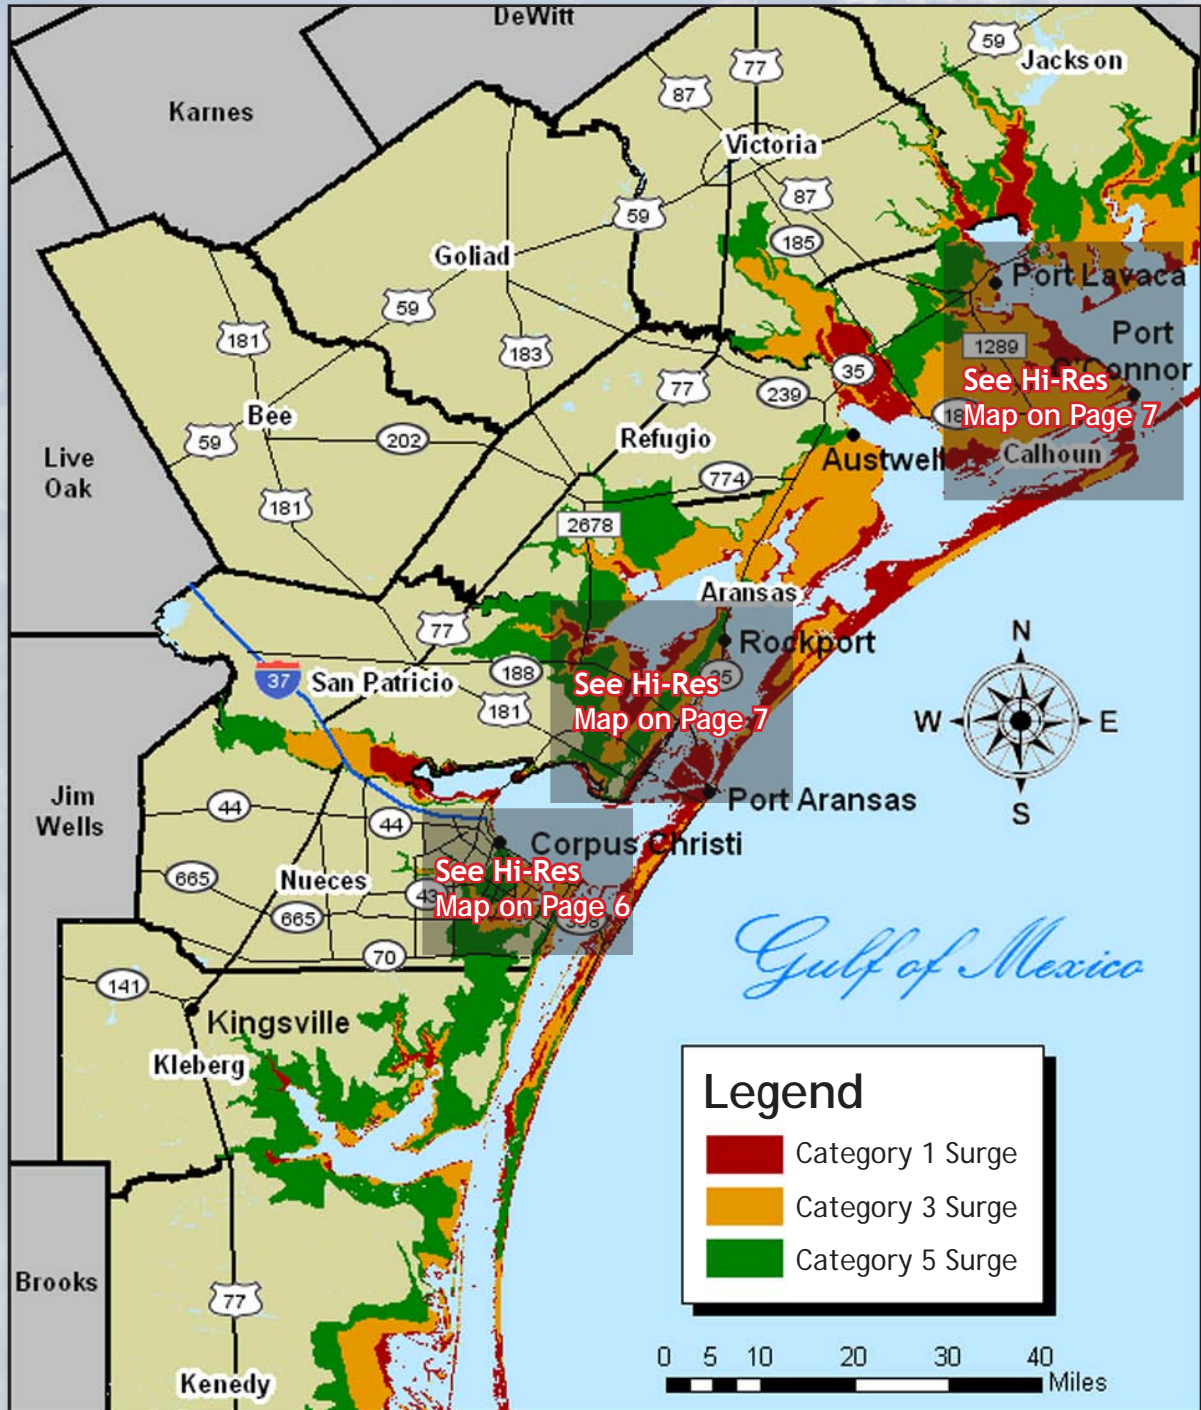 DeWitt
59
Jackson
77
87
Karnes
Victoria
87
59
185
Goliad
Port Lavaca
59
Port
O'Connor
181
183
1289
35
77
239
See Hi-Res
Map on Page 7
Bee
59
202
Refugio
Calhoun
Live
Oak
Austwell
774
181
2678
Aransas
77
Rockport
188
35
37
San Patricio
See Hi-Res
Map on Page 7
181
N
W
E
S
Jim
Wells
44
44
Port Aransas
Corpus Christi
665
Nueces
See Hi-Res
Map on Page 6
665
70
Gulf of Mexico
141
Kingsville
Kleberg
Legend
Category 1 Surge
Category 3 Surge
Category 5 Surge
Brooks
77
Kenedy
0 5 10 20 30 40
Miles